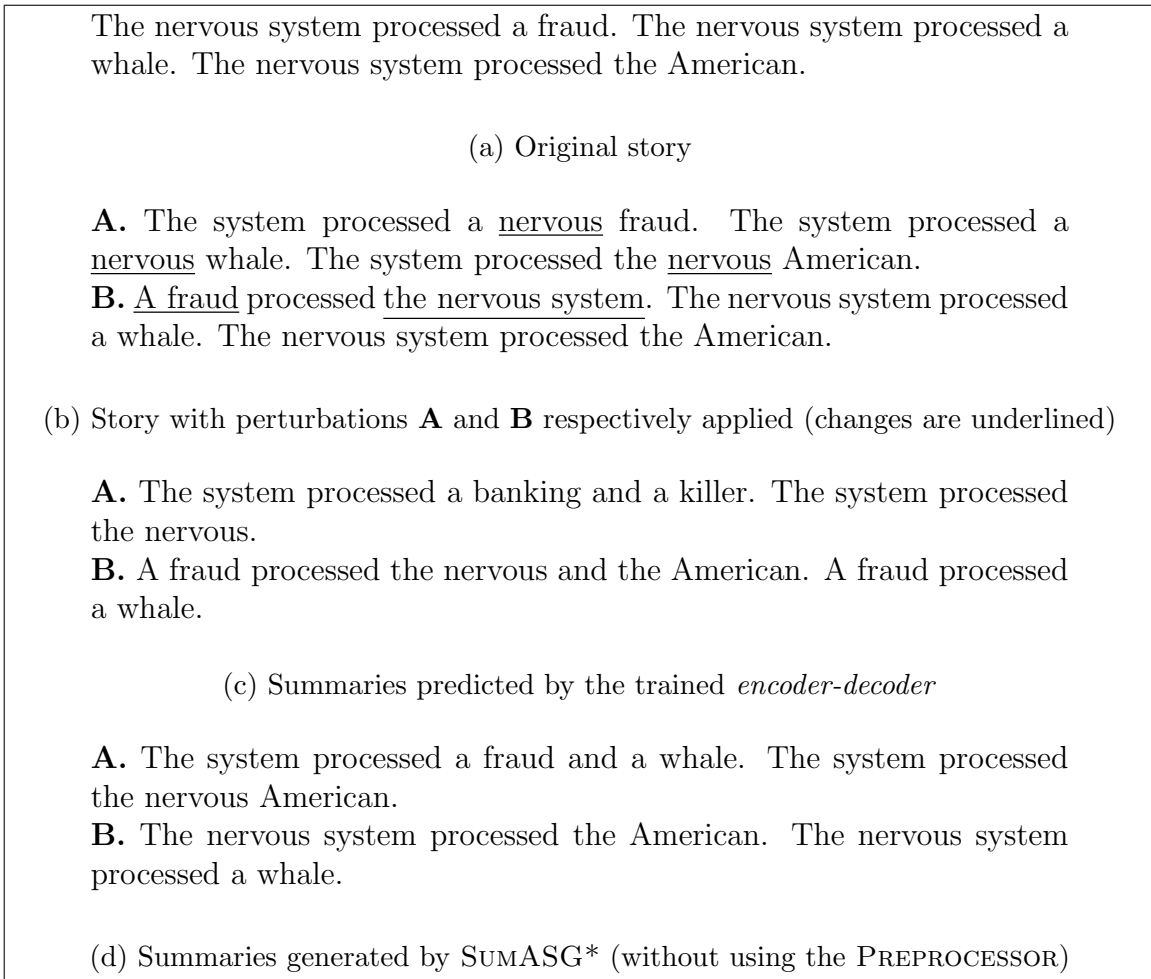 The nervous system processed a fraud. The nervous system processed a
whale. The nervous system processed the American.
(a) Original story
A. The system processed a nervous fraud. The system processed a
nervous whale. The system processed the nervous American.
B. A fraud processed the nervous system. The nervous system processed
a whale. The nervous system processed the American.
(b) Story with perturbations A and B respectively applied (changes are underlined)
A. The system processed a banking and a killer. The system processed
the nervous.
B. A fraud processed the nervous and the American. A fraud processed
a whale.
(c) Summaries predicted by the trained encoder-decoder
A. The system processed a fraud and a whale. The system processed
the nervous American.
B. The nervous system processed the American. The nervous system
processed a whale.
(d) Summaries generated by SUMASG* (without using the PREPROCESSOR)